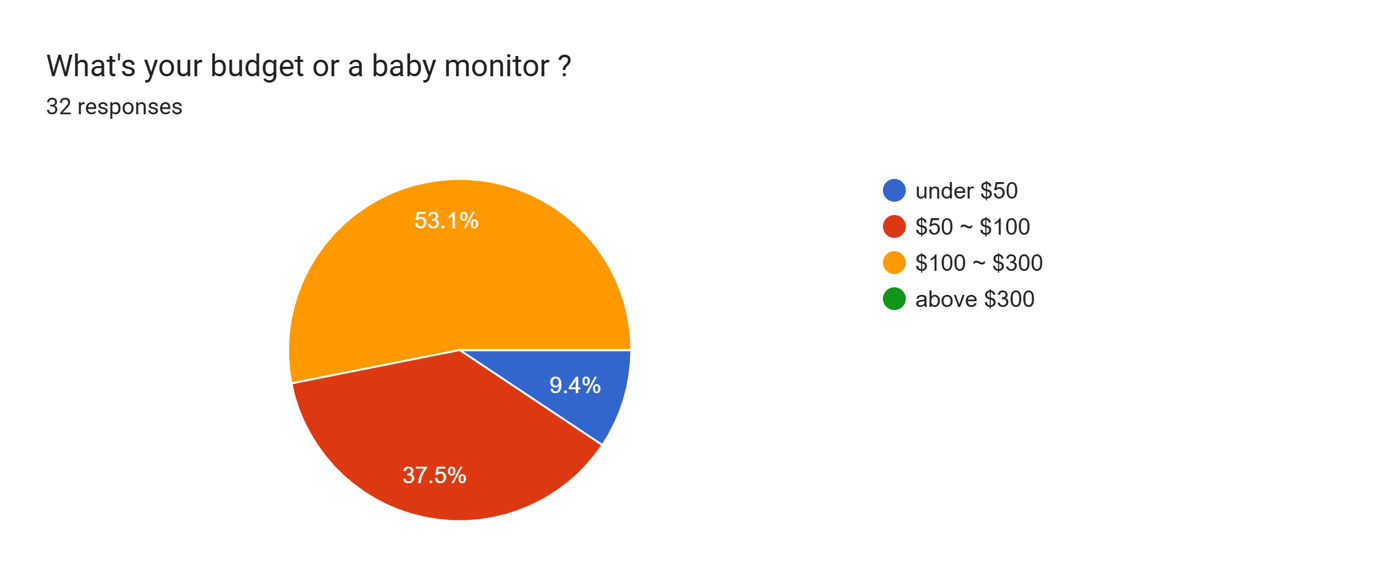 What's your budget or a baby monitor ?
32 responses
53.1%
9.4%
37.5%
under $50
$50 ~ $100
$100 ~ $300
above $300